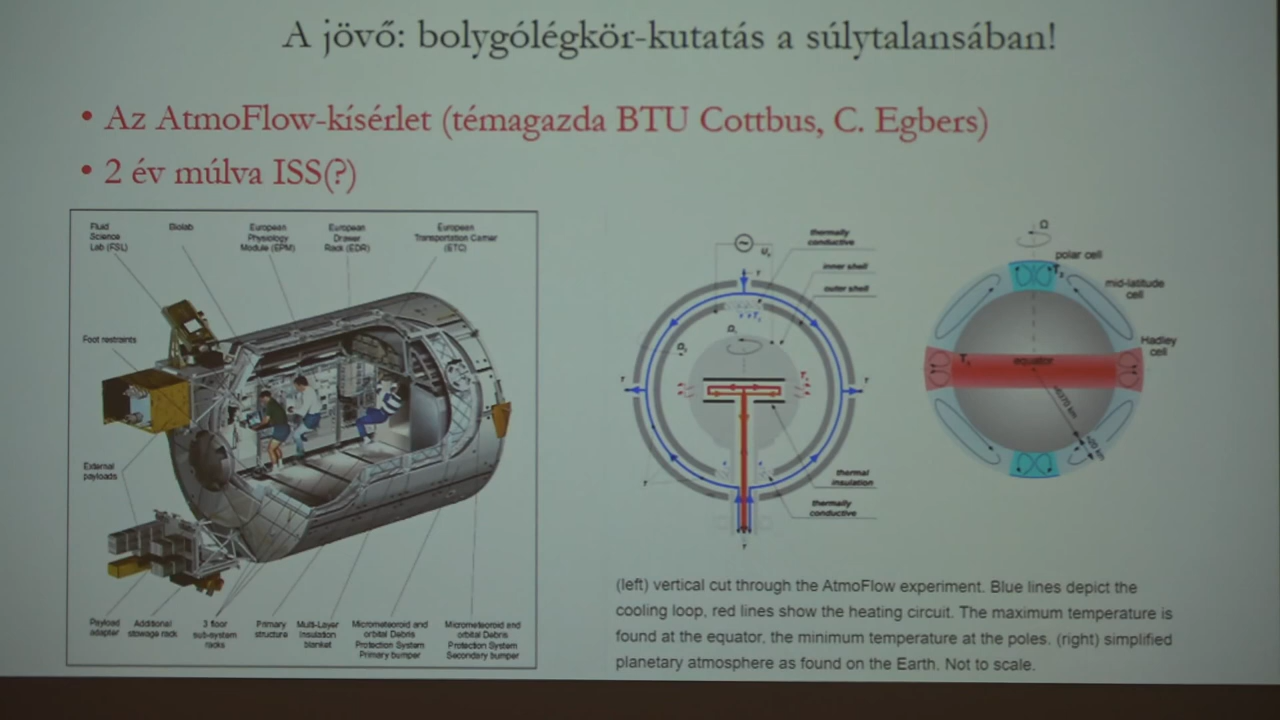 A jövő: bolygólégkör-kutatás a súlytalansában!
• Az AtmoFlow-kísérlet (témagazda BTU Cottbus, C. Egbers)
• 2 év múlva ISS(?)
Fluid
Science
Lab (FSL)
Biolab
European
Physiology
Module (EPM)
European
Drawer
Rack (EDR)
European
Transportation Carrier
(ETC)
Foot restraints
External
payloads
Payload
adapter
Additional
stowage rack
3 floor
sub-system
racks
Primary
structure
Multi-Layer
Insulation
blanket
Micrometeoroid and
orbital Debris
Protection System
Primary bumper
Micrometeoroid and
orbital Debris
Protection System
Secondary bumper
thermally
conductive
inner shell
outer shell
thermal
insulation
thermally
conductive
Ω
polar cell
mid-latitude
cell
Hadley
cell
T₁
equator
(left) vertical cut through the AtmoFlow experiment. Blue lines depict the
cooling loop, red lines show the heating circuit. The maximum temperature is
found at the equator, the minimum temperature at the poles. (right) simplified
planetary atmosphere as found on the Earth. Not to scale.